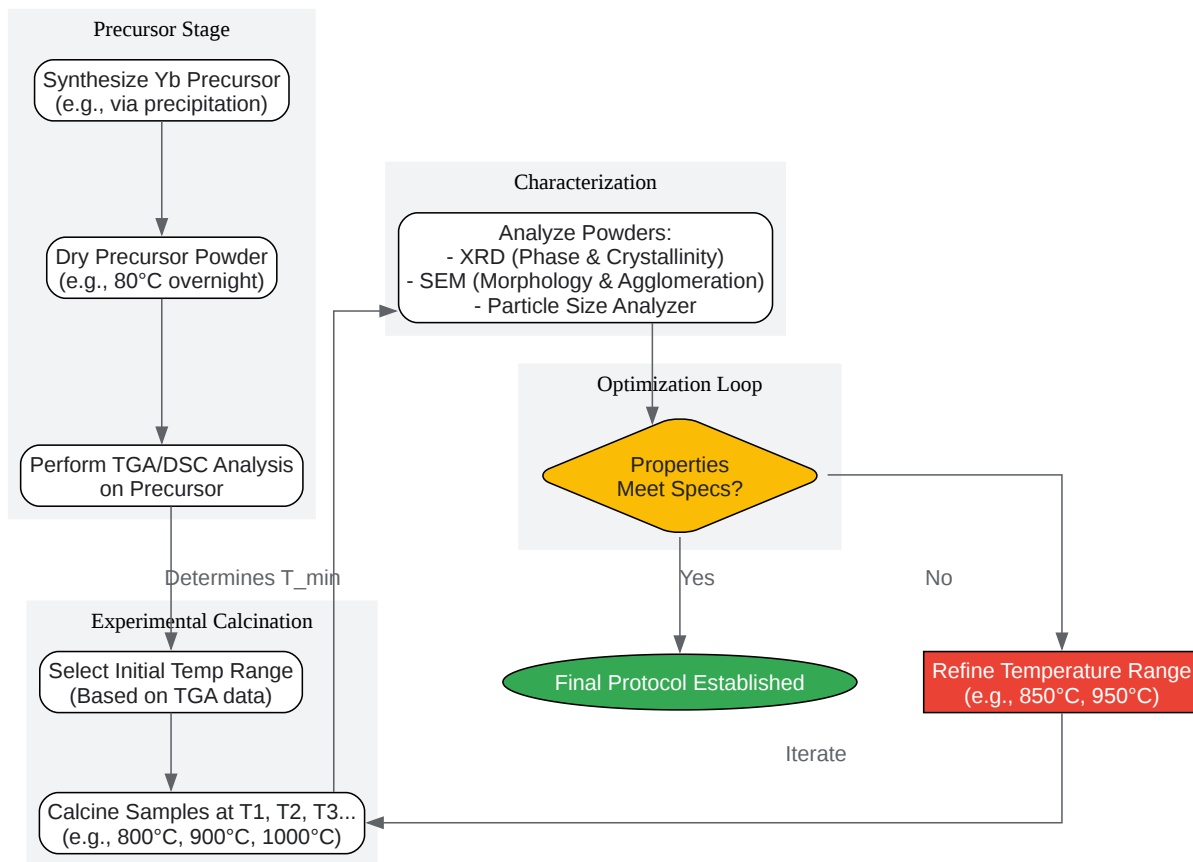 Precursor Stage
Synthesize Yb Precursor
(e.g., via precipitation)
Dry Precursor Powder
(e.g., 80°C overnight)
Perform TGA/DSC Analysis
on Precursor
Determines T_min
Experimental Calcination
Select Initial Temp Range
(Based on TGA data)
Calcine Samples at T1, T2, T3...
(e.g., 800°C, 900°C, 1000°C)
Characterization
Analyze Powders:
- XRD (Phase & Crystallinity)
- SEM (Morphology & Agglomeration)
- Particle Size Analyzer
Optimization Loop
Properties
Meet Specs?
Yes
No
Final Protocol Established
Refine Temperature Range
(e.g., 850°C, 950°C)
Iterate